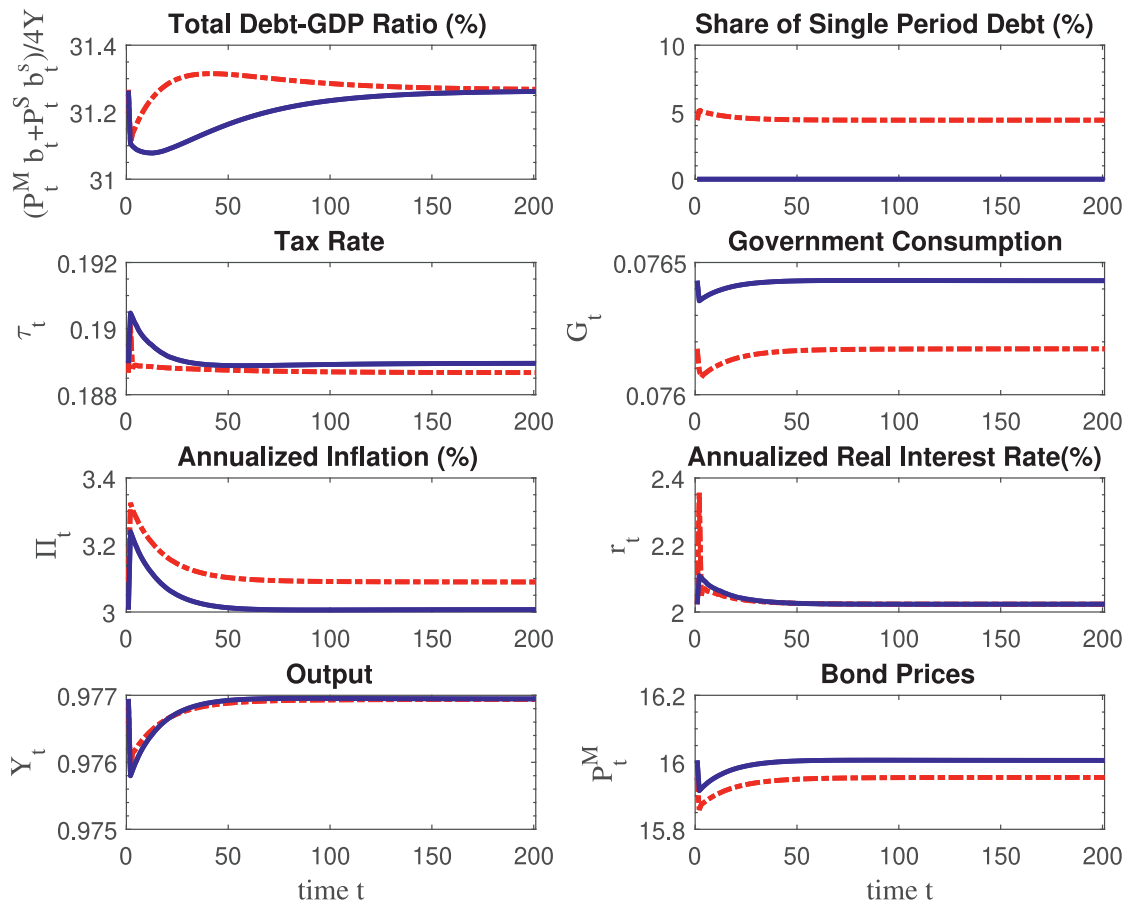 Total Debt-GDP Ratio (%)
(P_t^M b_t+P_t^S b_t^s)/4Y
31.4
31.2
31
0 50 100 150 200
Share of Single Period Debt (%)
10
5
0
0 50 100 150 200
Tax Rate
τ_t
0.192
0.19
0.188
0 50 100 150 200
Government Consumption
G_t
0.0765
0.076
0 50 100 150 200
Annualized Inflation (%)
Π_t
3.4
3.2
3
0 50 100 150 200
Annualized Real Interest Rate(%)
r_t
2.4
2.2
2
0 50 100 150 200
Output
Y_t
0.977
0.976
0.975
0 50 100 150 200
time t
Bond Prices
P_t^M
16.2
16
15.8
0 50 100 150 200
time t